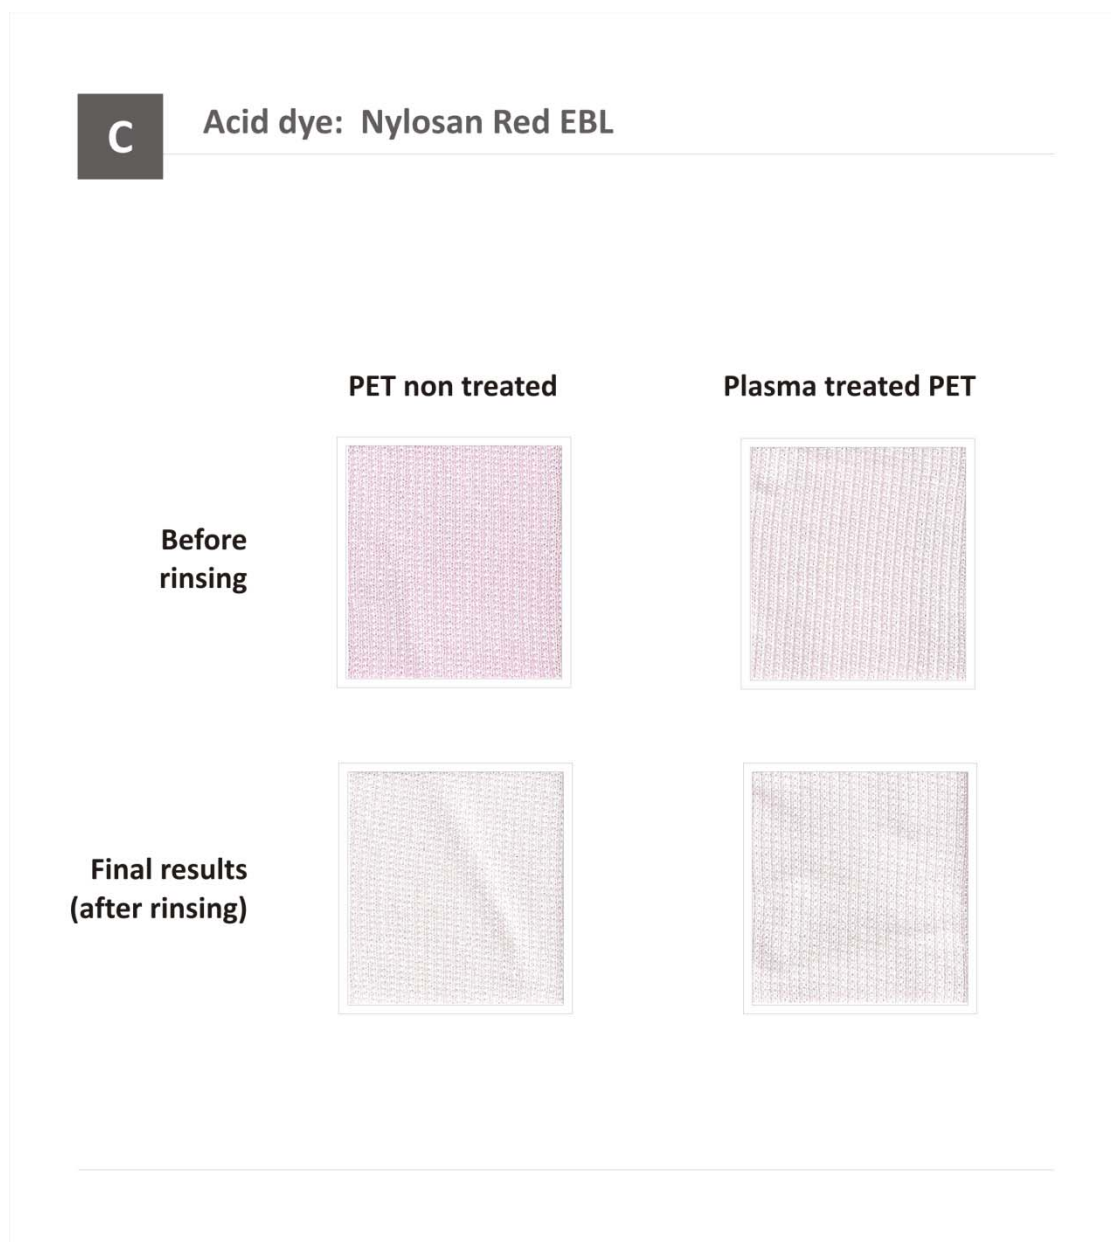 C
Acid dye: Nylosan Red EBL
PET non treated
Plasma treated PET
Before
rinsing
Final results
(after rinsing)